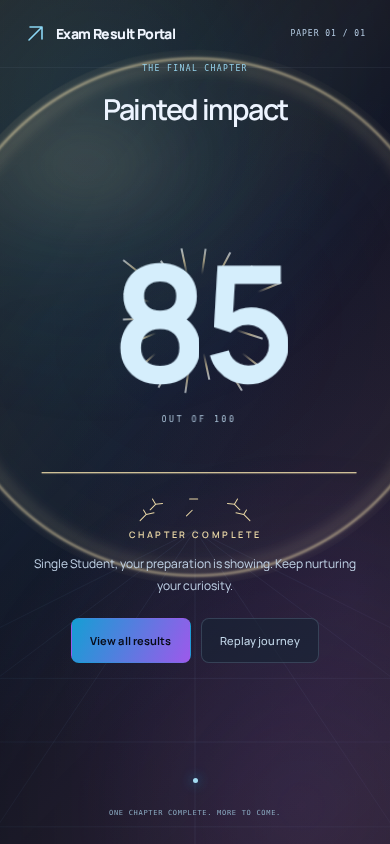 Exam Result Portal
PAPER 01 / 01
THE FINAL CHAPTER
Painted impact
85
OUT OF 100
CHAPTER COMPLETE
Single Student, your preparation is showing. Keep nurturing
your curiosity.
View all results
Replay journey
ONE CHAPTER COMPLETE. MORE TO COME.